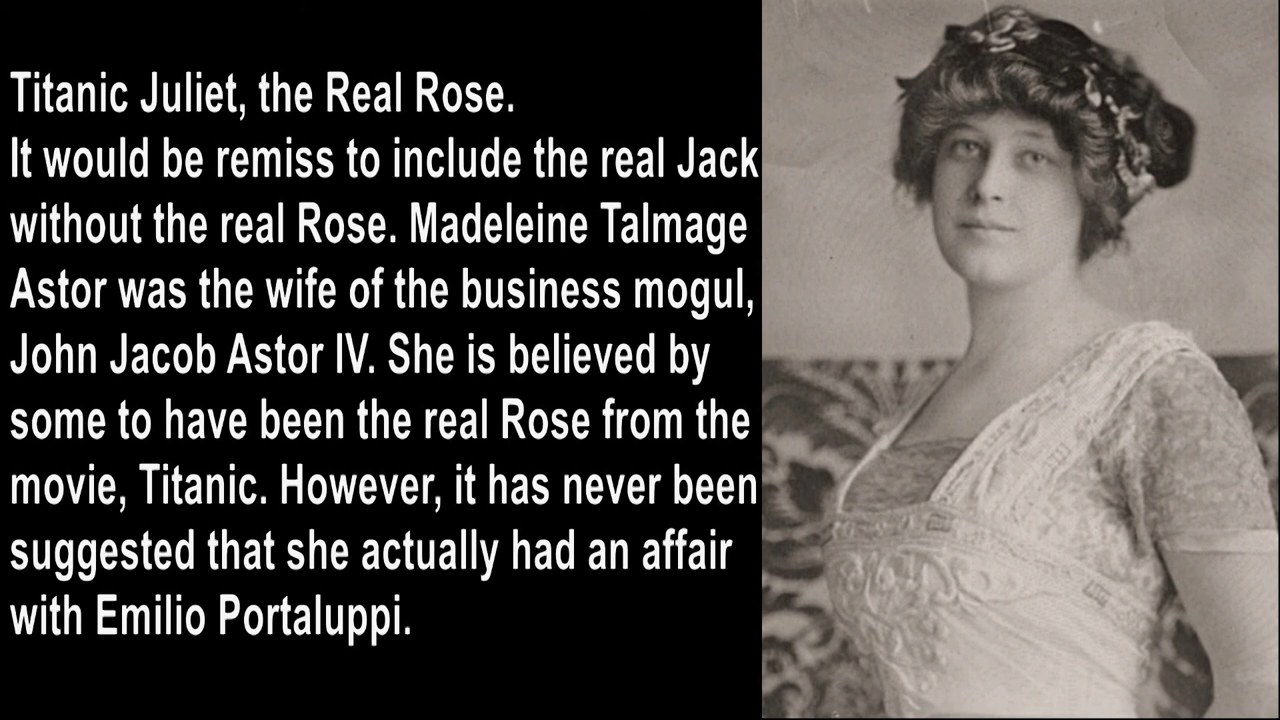 Titanic Juliet, the Real Rose.
It would be remiss to include the real Jack
without the real Rose. Madeleine Talmage
Astor was the wife of the business mogul,
John Jacob Astor IV. She is believed by
some to have been the real Rose from the
movie, Titanic. However, it has never been
suggested that she actually had an affair
with Emilio Portaluppi.